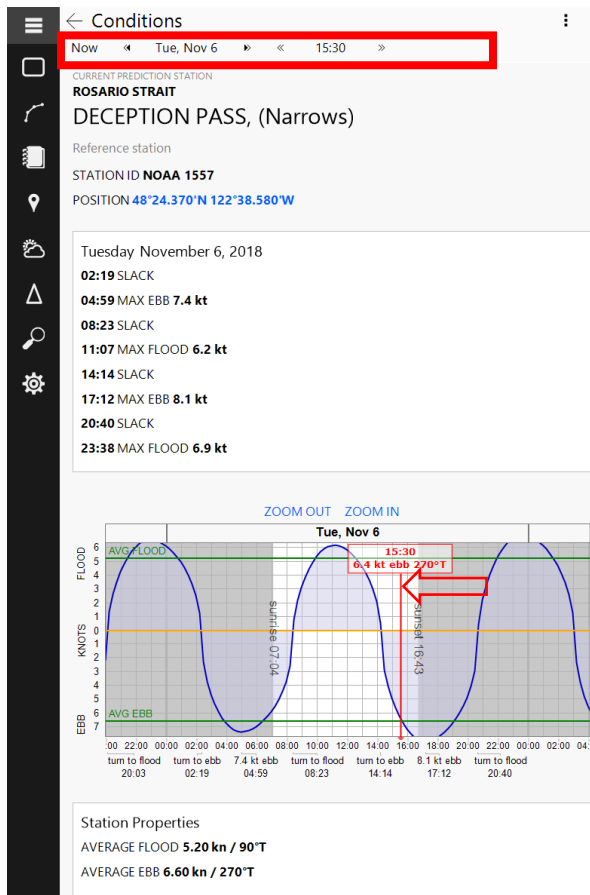 ← Conditions
Now Tue, Nov 6 « 15:30 »
CURRENT PREDICTION STATION
ROSARIO STRAIT
DECEPTION PASS, (Narrows)
Reference station
STATION ID NOAA 1557
POSITION 48°24.370'N 122°38.580'W
Tuesday November 6, 2018
02:19 SLACK
04:59 MAX EBB 7.4 kt
08:23 SLACK
11:07 MAX FLOOD 6.2 kt
14:14 SLACK
17:12 MAX EBB 8.1 kt
20:40 SLACK
23:38 MAX FLOOD 6.9 kt
ZOOM OUT ZOOM IN
Tue, Nov 6
FLOOD
KNOTS
EBB
6
5
4
3
2
1
0
1
2
3
4
5
6
7
AVG FLOOD
15:30
6.4 kt ebb 270°T
sunrise 07:04
sunset 16:43
AVG EBB
:00 22:00 00:00 02:00 04:00 06:00 08:00 10:00 12:00 14:00 16:00 18:00 20:00 22:00 00:00 02:00 04:
turn to flood turn to ebb 7.4 kt ebb turn to flood turn to ebb 8.1 kt ebb turn to flood
20:03 02:19 04:59 08:23 14:14 17:12 20:40
Station Properties
AVERAGE FLOOD 5.20 kn / 90°T
AVERAGE EBB 6.60 kn / 270°T